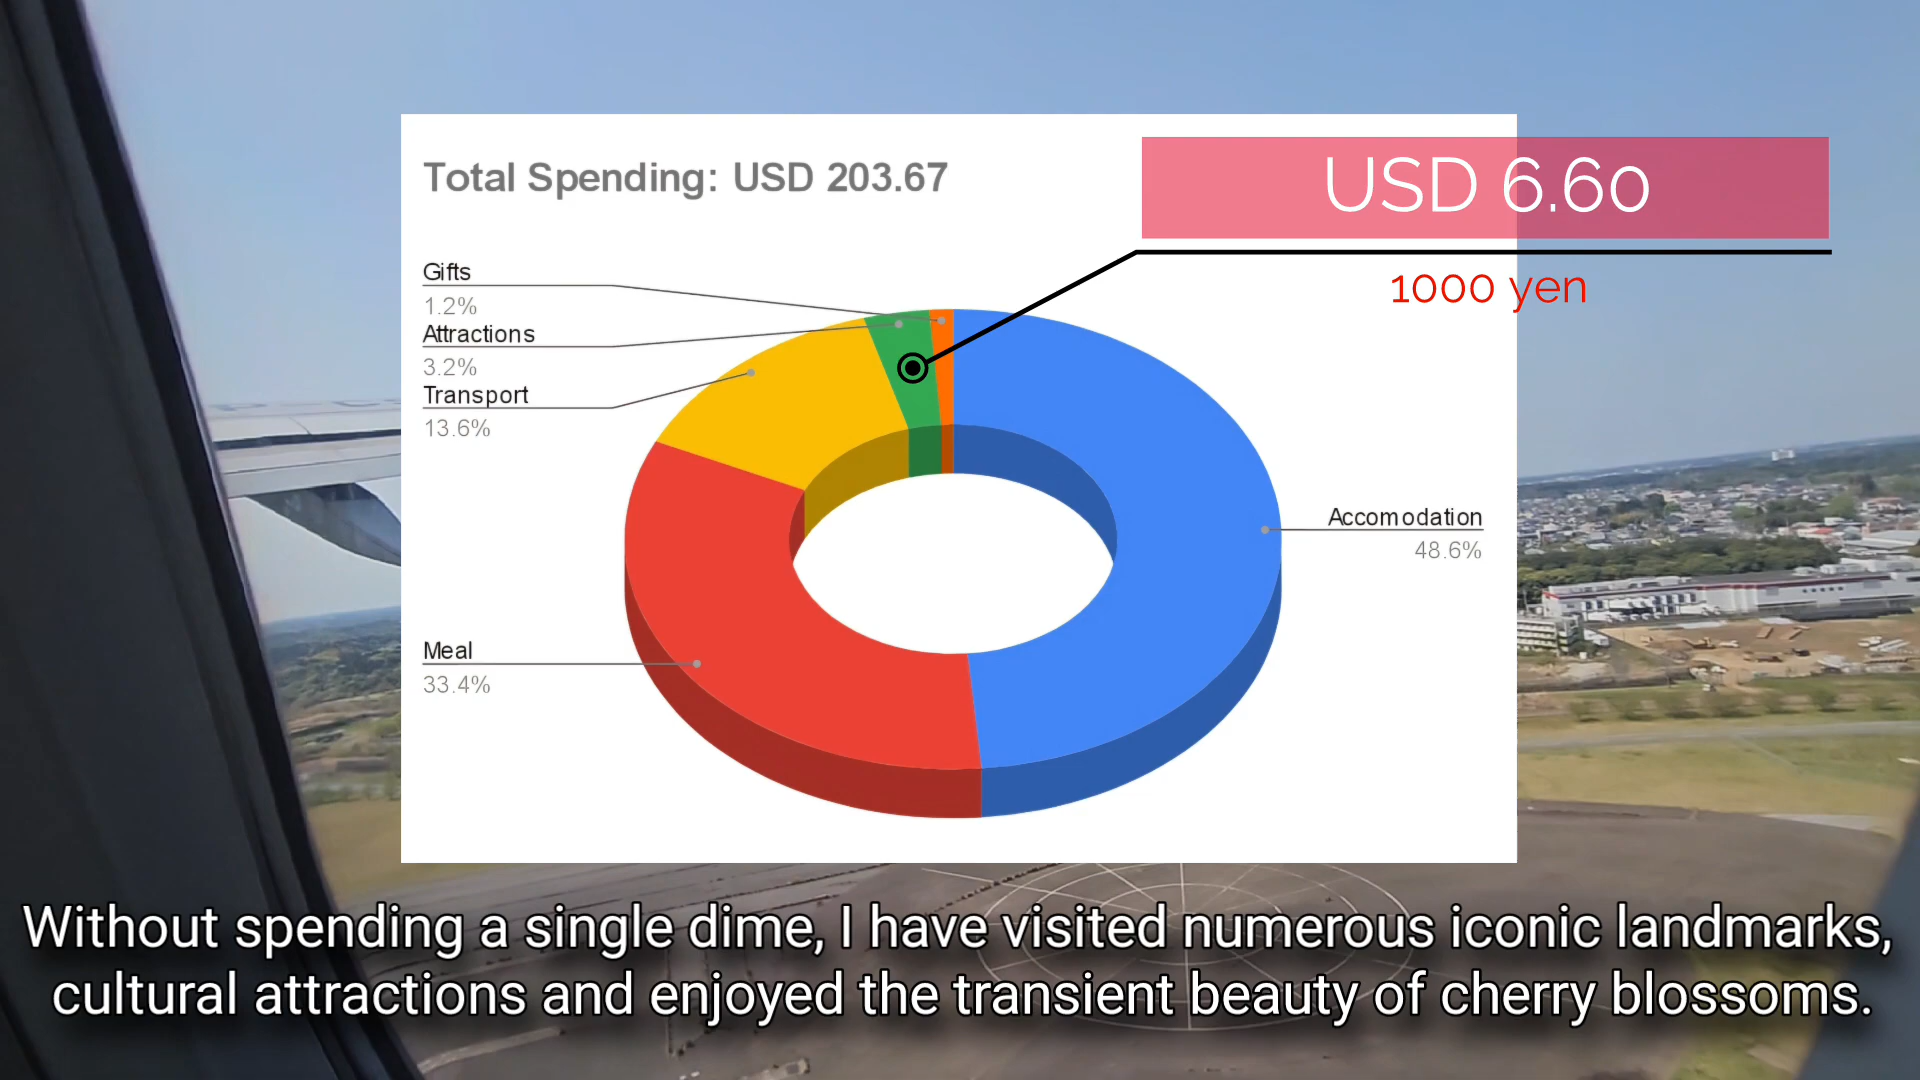 Total Spending: USD 203.67
USD 6.60
1000 yen
Gifts
1.2%
Attractions
3.2%
Transport
13.6%
Accomodation
48.6%
Meal
33.4%
Without spending a single dime, I have visited numerous iconic landmarks,
cultural attractions and enjoyed the transient beauty of cherry blossoms.